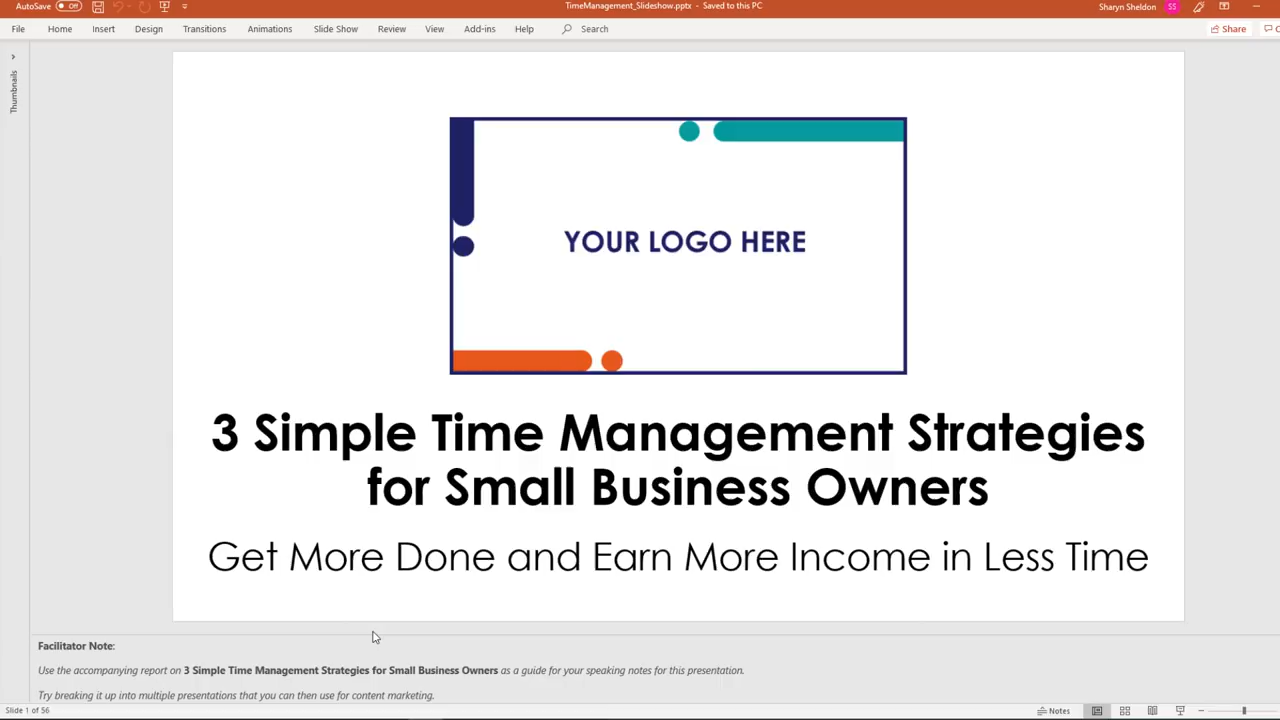 AutoSave Off TimeManagement_Slideshow.pptx - Saved to this PC Sharyn Sheldon SS
File Home Insert Design Transitions Animations Slide Show Review View Add-ins Help Search Share
Thumbnails
YOUR LOGO HERE
3 Simple Time Management Strategies
for Small Business Owners
Get More Done and Earn More Income in Less Time
Facilitator Note:
Use the accompanying report on 3 Simple Time Management Strategies for Small Business Owners as a guide for your speaking notes for this presentation.
Try breaking it up into multiple presentations that you can then use for content marketing.
Slide 1 of 56 Notes